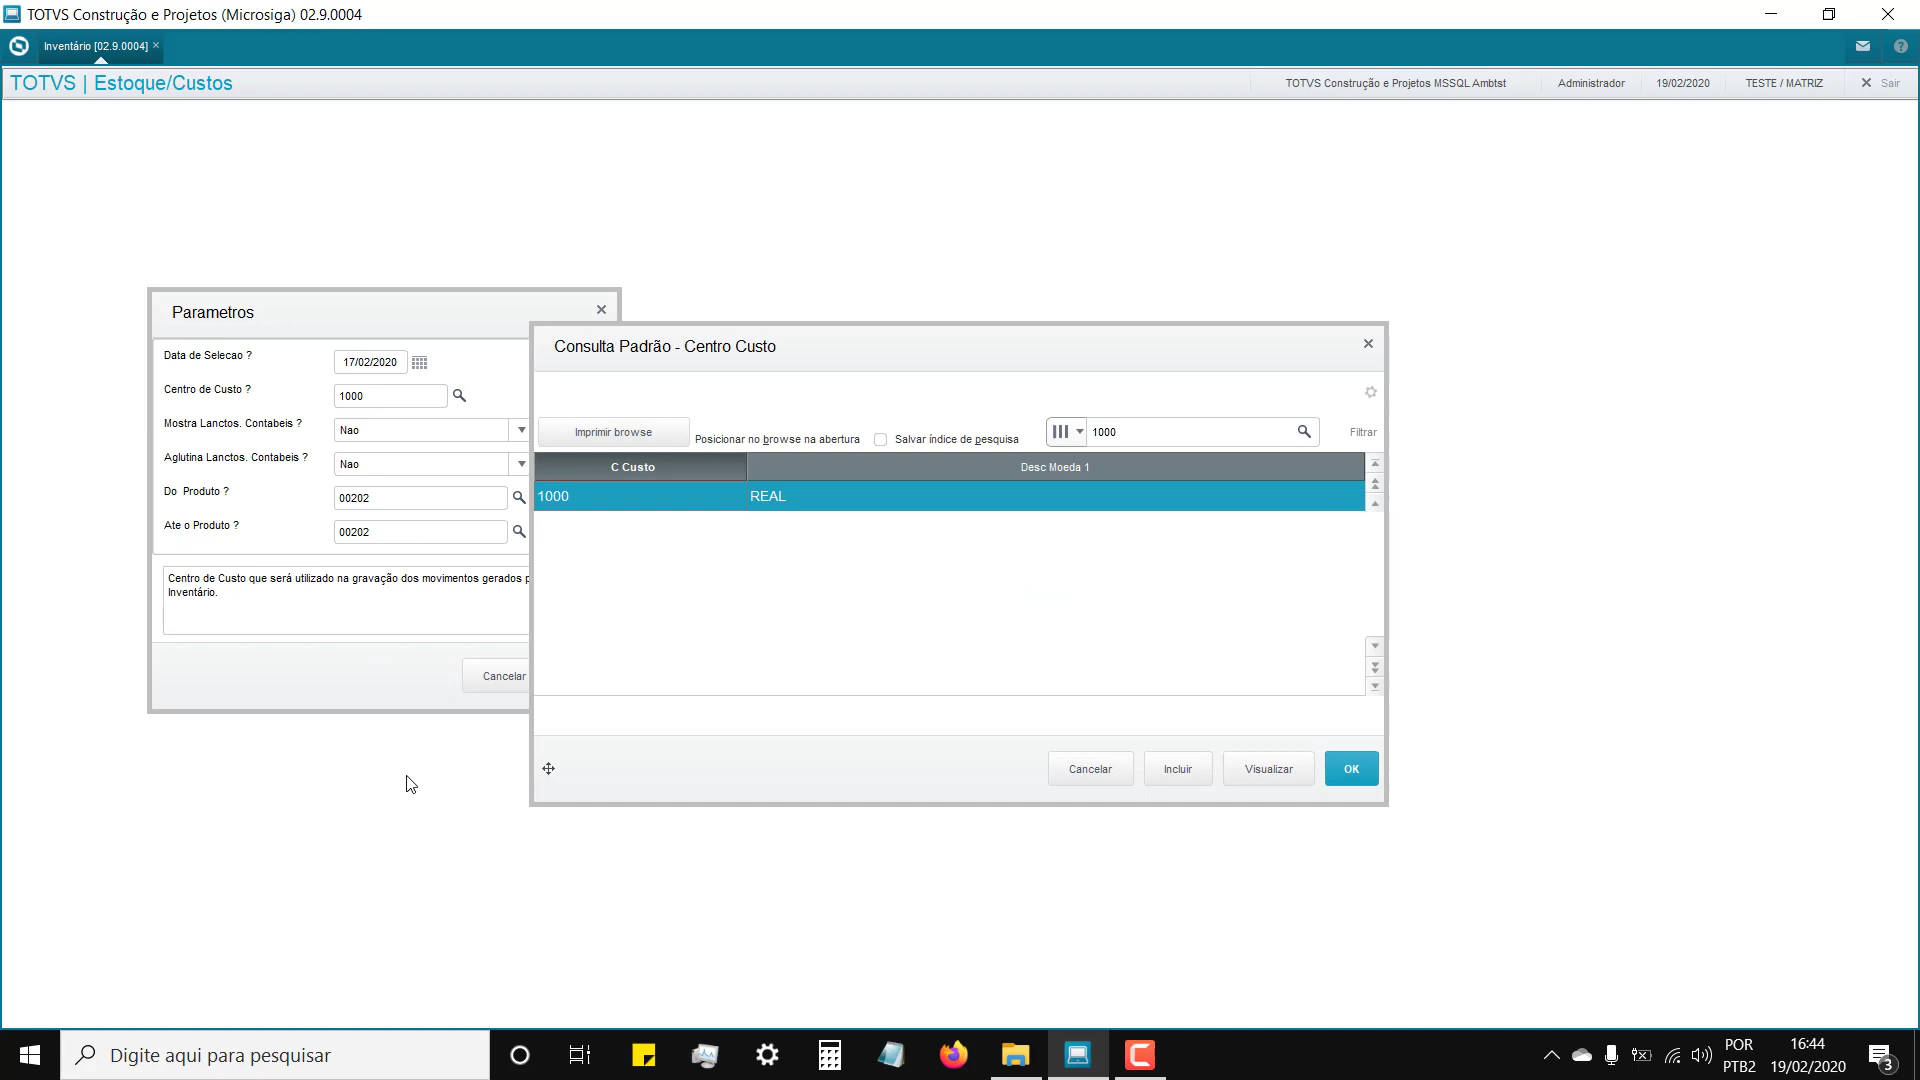 TOTVS Construção e Projetos (Microsiga) 02.9.0004
Inventário [02.9.0004]
TOTVS | Estoque/Custos
TOTVS Construção e Projetos MSSQL Ambtst
Administrador
19/02/2020
TESTE / MATRIZ
Sair
Parametros
Data de Selecao ?
17/02/2020
Centro de Custo ?
1000
Mostra Lanctos. Contabeis ?
Nao
Aglutina Lanctos. Contabeis ?
Nao
Do Produto ?
00202
Ate o Produto ?
00202
Centro de Custo que será utilizado na gravação dos movimentos gerados p
Inventário.
Cancelar
Consulta Padrão - Centro Custo
Imprimir browse
Posicionar no browse na abertura
Salvar índice de pesquisa
1000
Filtrar
C Custo
Desc Moeda 1
1000
REAL
Cancelar
Incluir
Visualizar
OK
Digite aqui para pesquisar
POR
PTB2
16:44
19/02/2020
3